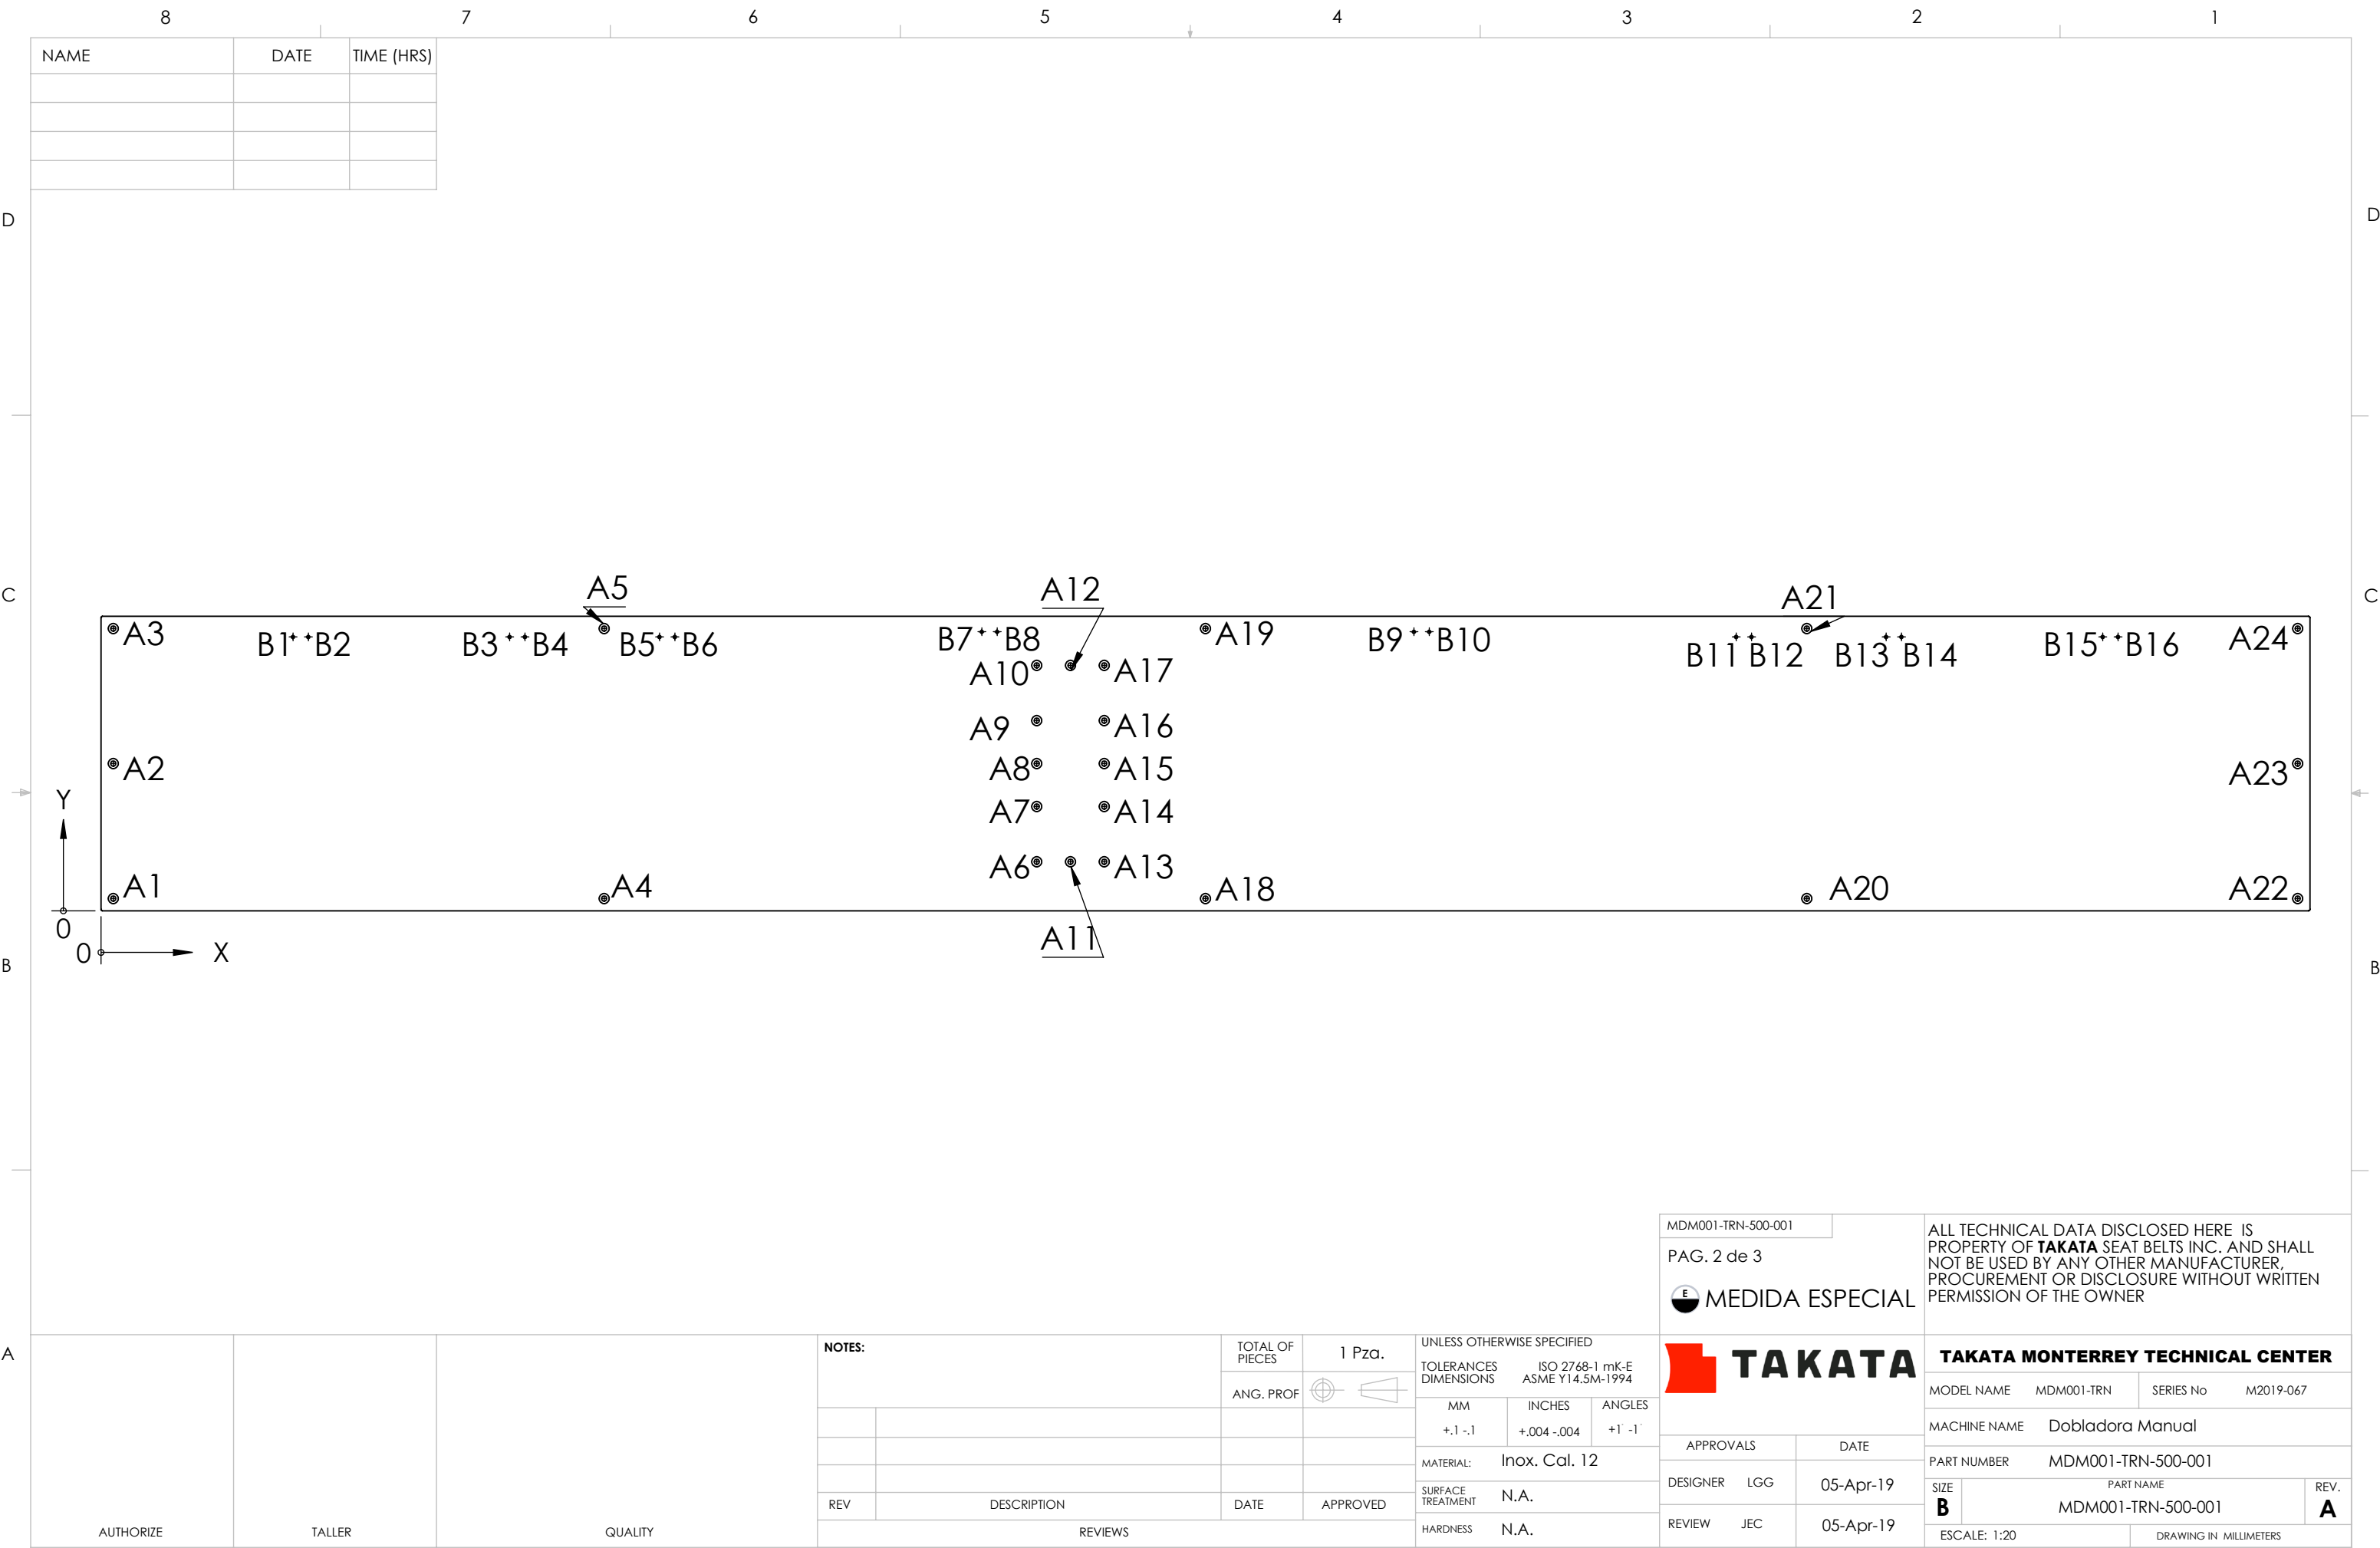 8 7 6 5 4 3 2 1
NAME DATE TIME (HRS)
D D
A5 A12 A21
C C
A3 B1 B2 B3 B4 B5 B6 B7 B8 A19 B9 B10 B11 B12 B13 B14 B15 B16 A24
A10 A17
A9 A16
A2 A8 A15 A23
Y A7 A14
A6 A13
A1 A4 A18 A20 A22
0
0 X A11
B B
MDM001-TRN-500-001
PAG. 2 de 3
E MEDIDA ESPECIAL
ALL TECHNICAL DATA DISCLOSED HERE IS
PROPERTY OF TAKATA SEAT BELTS INC. AND SHALL
NOT BE USED BY ANY OTHER MANUFACTURER,
PROCUREMENT OR DISCLOSURE WITHOUT WRITTEN
PERMISSION OF THE OWNER
A
AUTHORIZE TALLER QUALITY
NOTES:
TOTAL OF
PIECES
1 Pza.
ANG. PROF
REV DESCRIPTION DATE APPROVED
REVIEWS
UNLESS OTHERWISE SPECIFIED
TOLERANCES ISO 2768-1 mK-E
DIMENSIONS ASME Y14.5M-1994
MM INCHES ANGLES
+.1 -.1 +.004 -.004 +1° -1°
MATERIAL: Inox. Cal. 12
SURFACE
TREATMENT N.A.
HARDNESS N.A.
TAKATA
APPROVALS DATE
DESIGNER LGG 05-Apr-19
REVIEW JEC 05-Apr-19
TAKATA MONTERREY TECHNICAL CENTER
MODEL NAME MDM001-TRN SERIES No M2019-067
MACHINE NAME Dobladora Manual
PART NUMBER MDM001-TRN-500-001
SIZE PART NAME REV.
B MDM001-TRN-500-001 A
ESCALE: 1:20 DRAWING IN MILLIMETERS